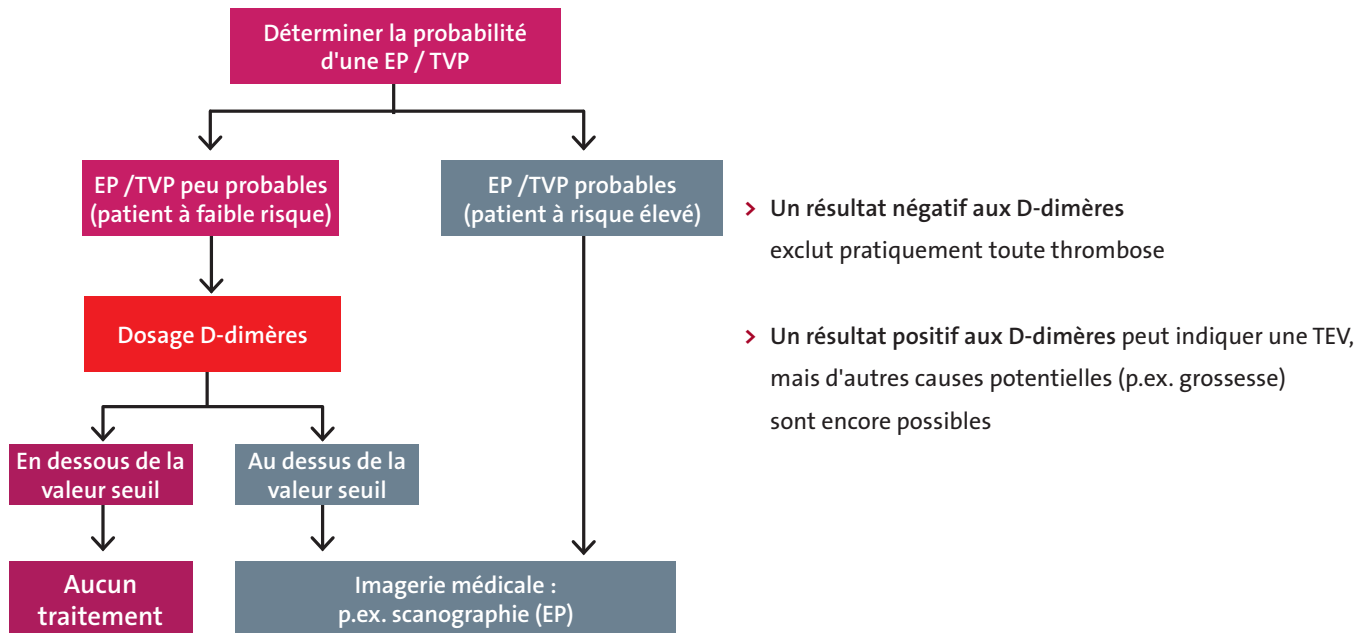 Déterminer la probabilité
d'une EP / TVP
EP /TVP peu probables
(patient à faible risque)
EP /TVP probables
(patient à risque élevé)
Dosage D-dimères
En dessous de la
valeur seuil
Au dessus de la
valeur seuil
Aucun
traitement
Imagerie médicale :
p.ex. scanographie (EP)
> Un résultat négatif aux D-dimères
exclut pratiquement toute thrombose
> Un résultat positif aux D-dimères peut indiquer une TEV,
mais d'autres causes potentielles (p.ex. grossesse)
sont encore possibles